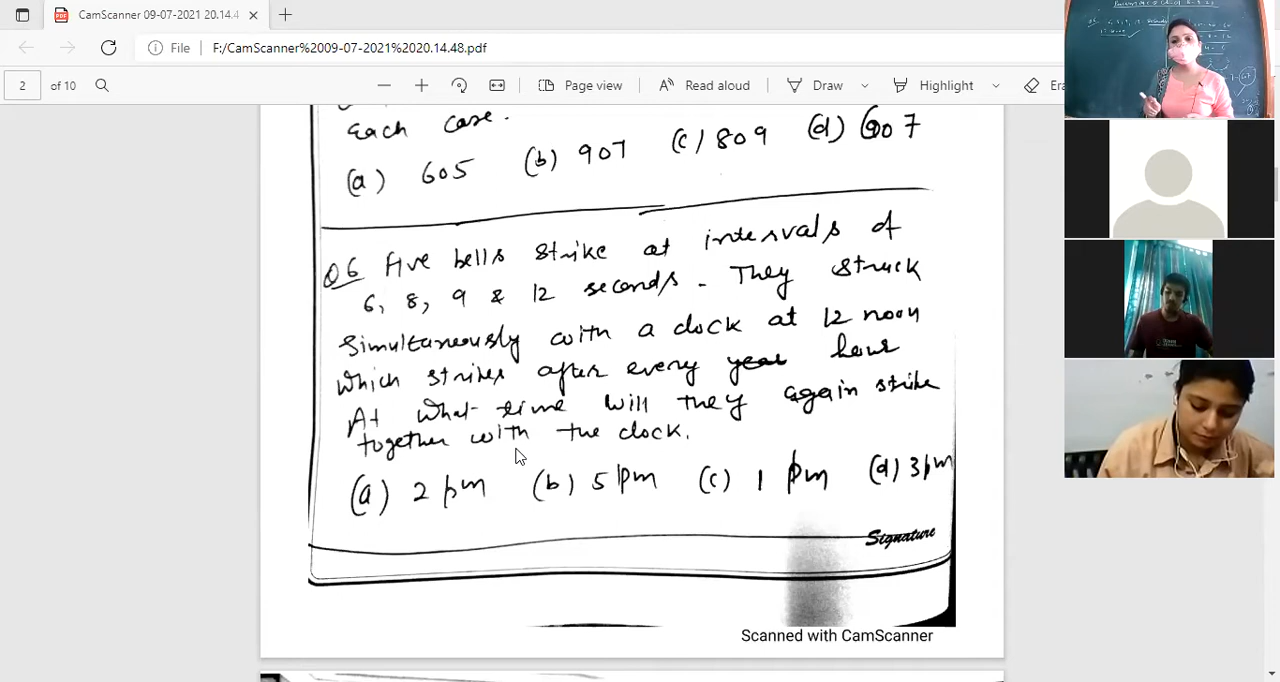 CamScanner 09-07-2021 20.14.4
File
F:/CamScanner%2009-07-2021%2020.14.48.pdf
2 of 10
Page view
Read aloud
Draw
Highlight
Era
Each case.
(a) 605 (b) 907 (c) 809 (d) 607
Q6 five bells strike at intervals of
6, 8, 9 & 12 seconds. They struck
simultaneously with a clock at 12 noon
which strikes after every year hour
At what time will they again strike
together with the clock.
(a) 2 pm (b) 5 pm (c) 1 pm (d) 3 pm
Signature
Scanned with CamScanner